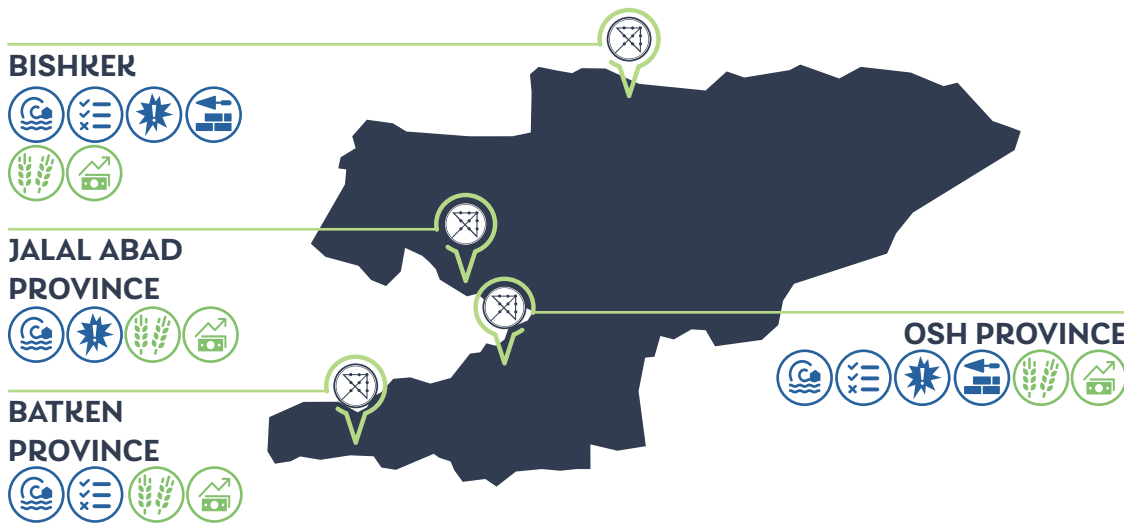 BISHKEK
JALAL ABAD
PROVINCE
OSH PROVINCE
BATKEN
PROVINCE